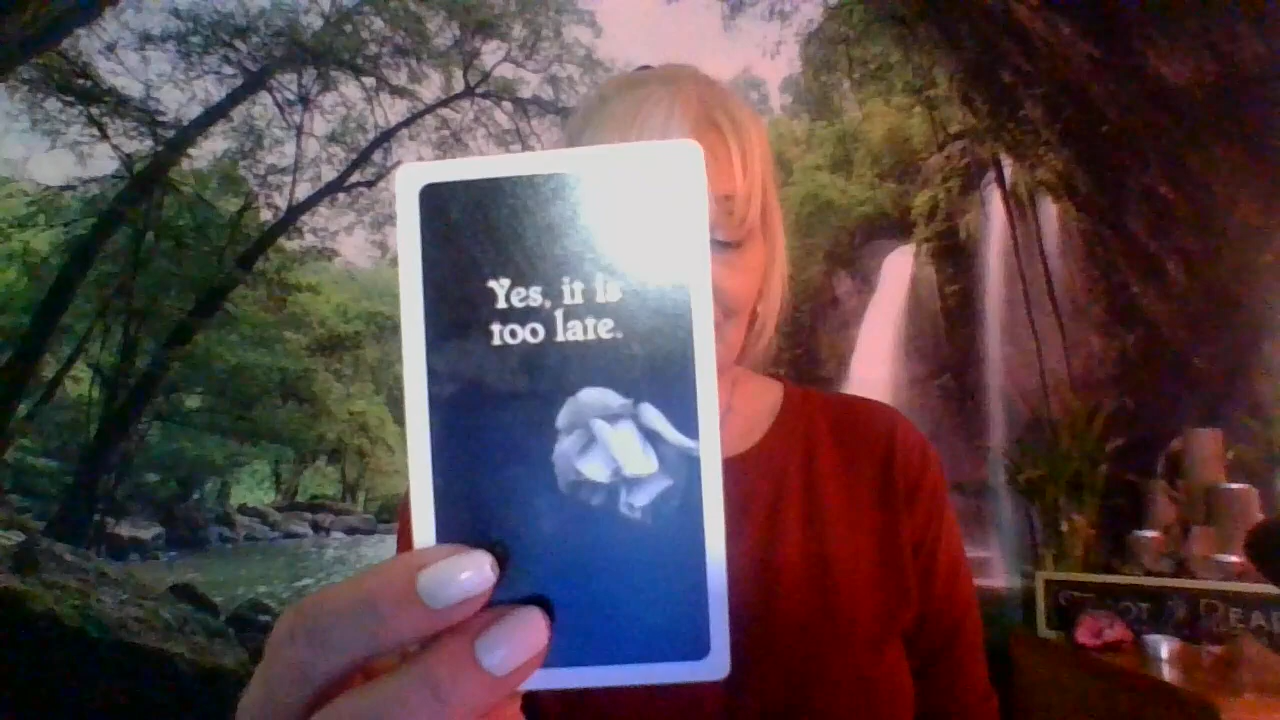 Yes, it is
too late.